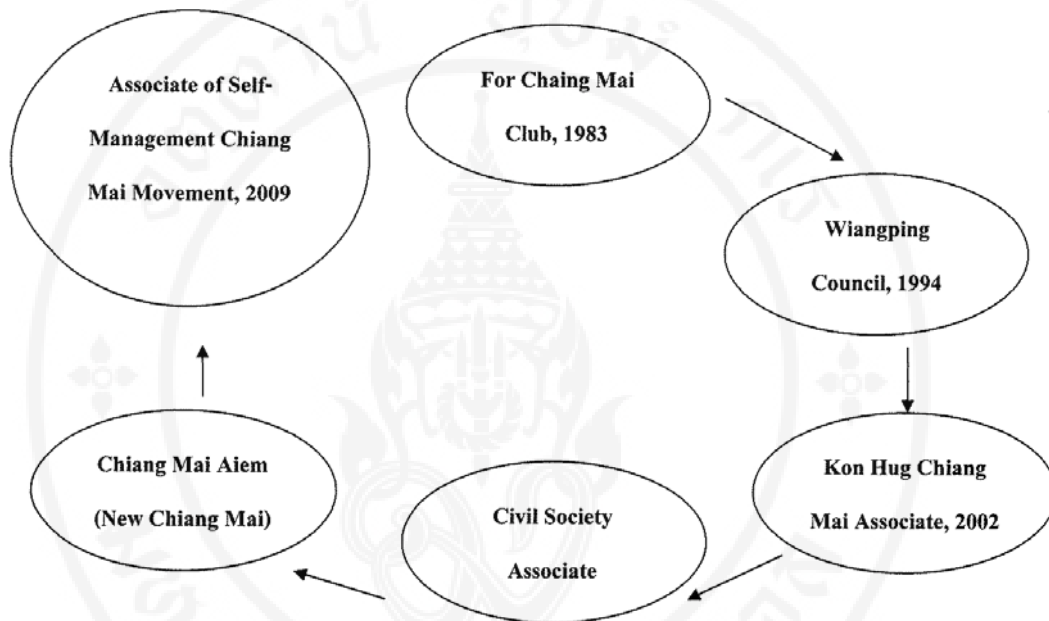 For Chaing Mai
Club, 1983
Wiangping
Council, 1994
Kon Hug Chiang
Mai Associate, 2002
Civil Society
Associate
Chiang Mai Aiem
(New Chiang Mai)
Associate of Self-
Management Chiang
Mai Movement, 2009